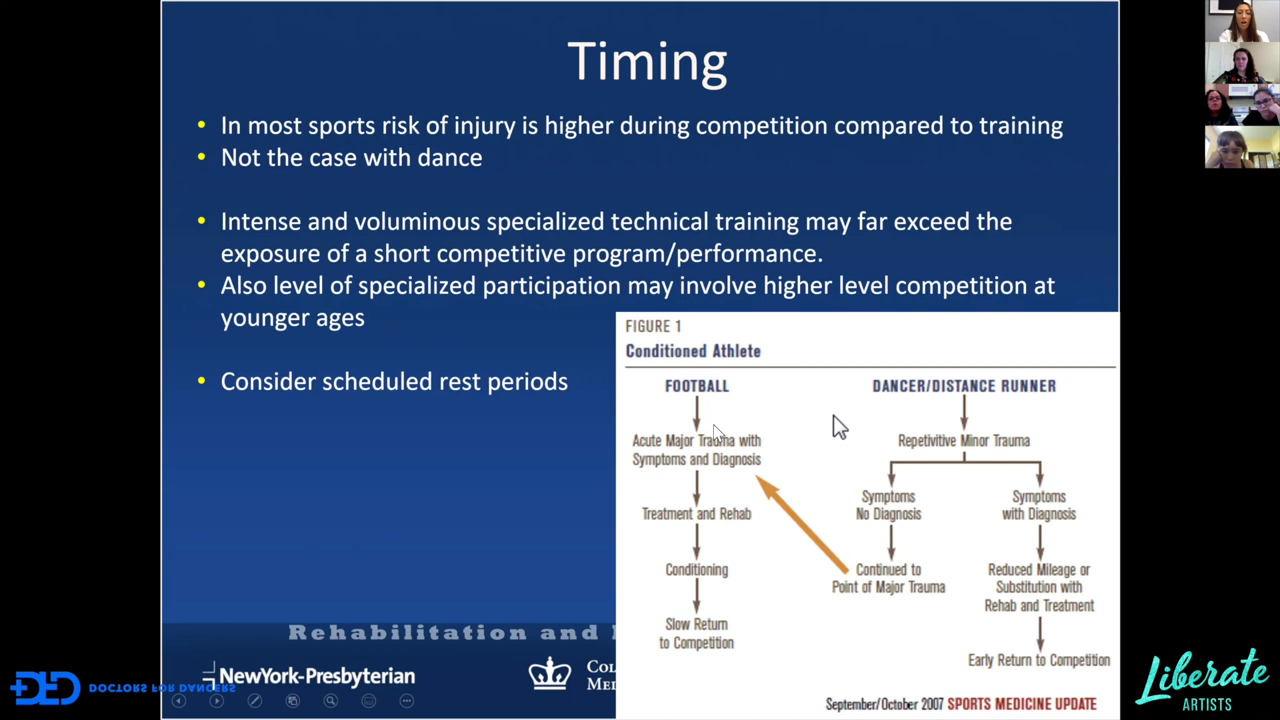 Timing
• In most sports risk of injury is higher during competition compared to training
• Not the case with dance
• Intense and voluminous specialized technical training may far exceed the
exposure of a short competitive program/performance.
• Also level of specialized participation may involve higher level competition at
younger ages
• Consider scheduled rest periods
FIGURE 1
Conditioned Athlete
FOOTBALL
Acute Major Trauma with
Symptoms and Diagnosis
Treatment and Rehab
Conditioning
Slow Return
to Competition
DANCER/DISTANCE RUNNER
Repetivitive Minor Trauma
Symptoms
No Diagnosis
Continued to
Point of Major Trauma
Symptoms
with Diagnosis
Reduced Mileage or
Substitution with
Rehab and Treatment
Early Return to Competition
September/October 2007 SPORTS MEDICINE UPDATE
Rehabilitation and
NewYork-Presbyterian
DOCTORS FOR DANCERS
Liberate
ARTISTS